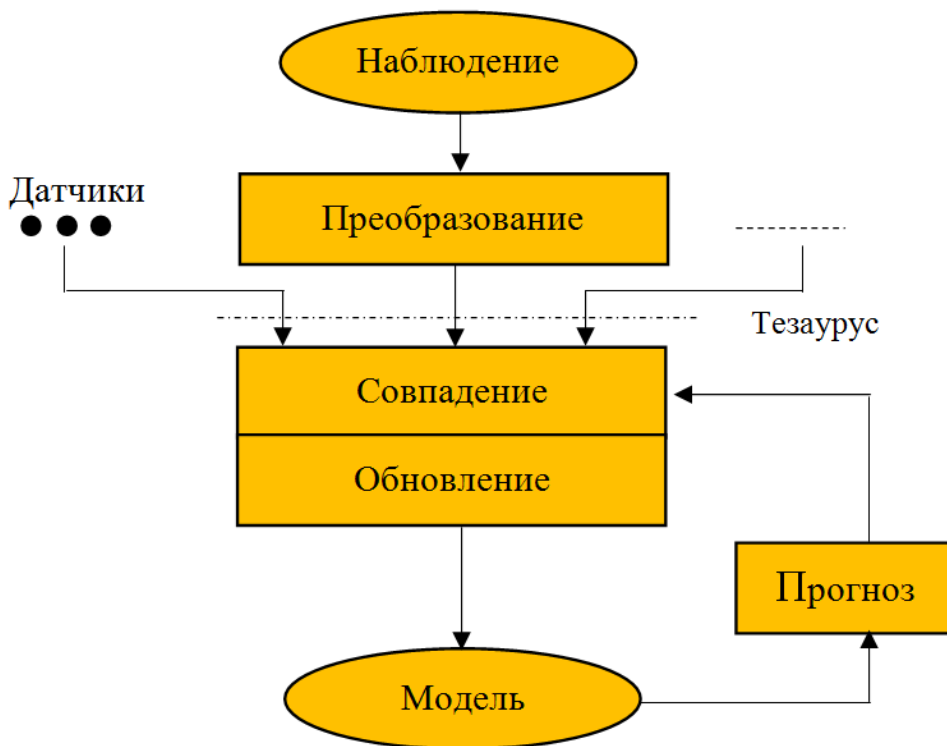 Наблюдение
Датчики
Преобразование
Тезаурус
Совпадение
Обновление
Прогноз
Модель